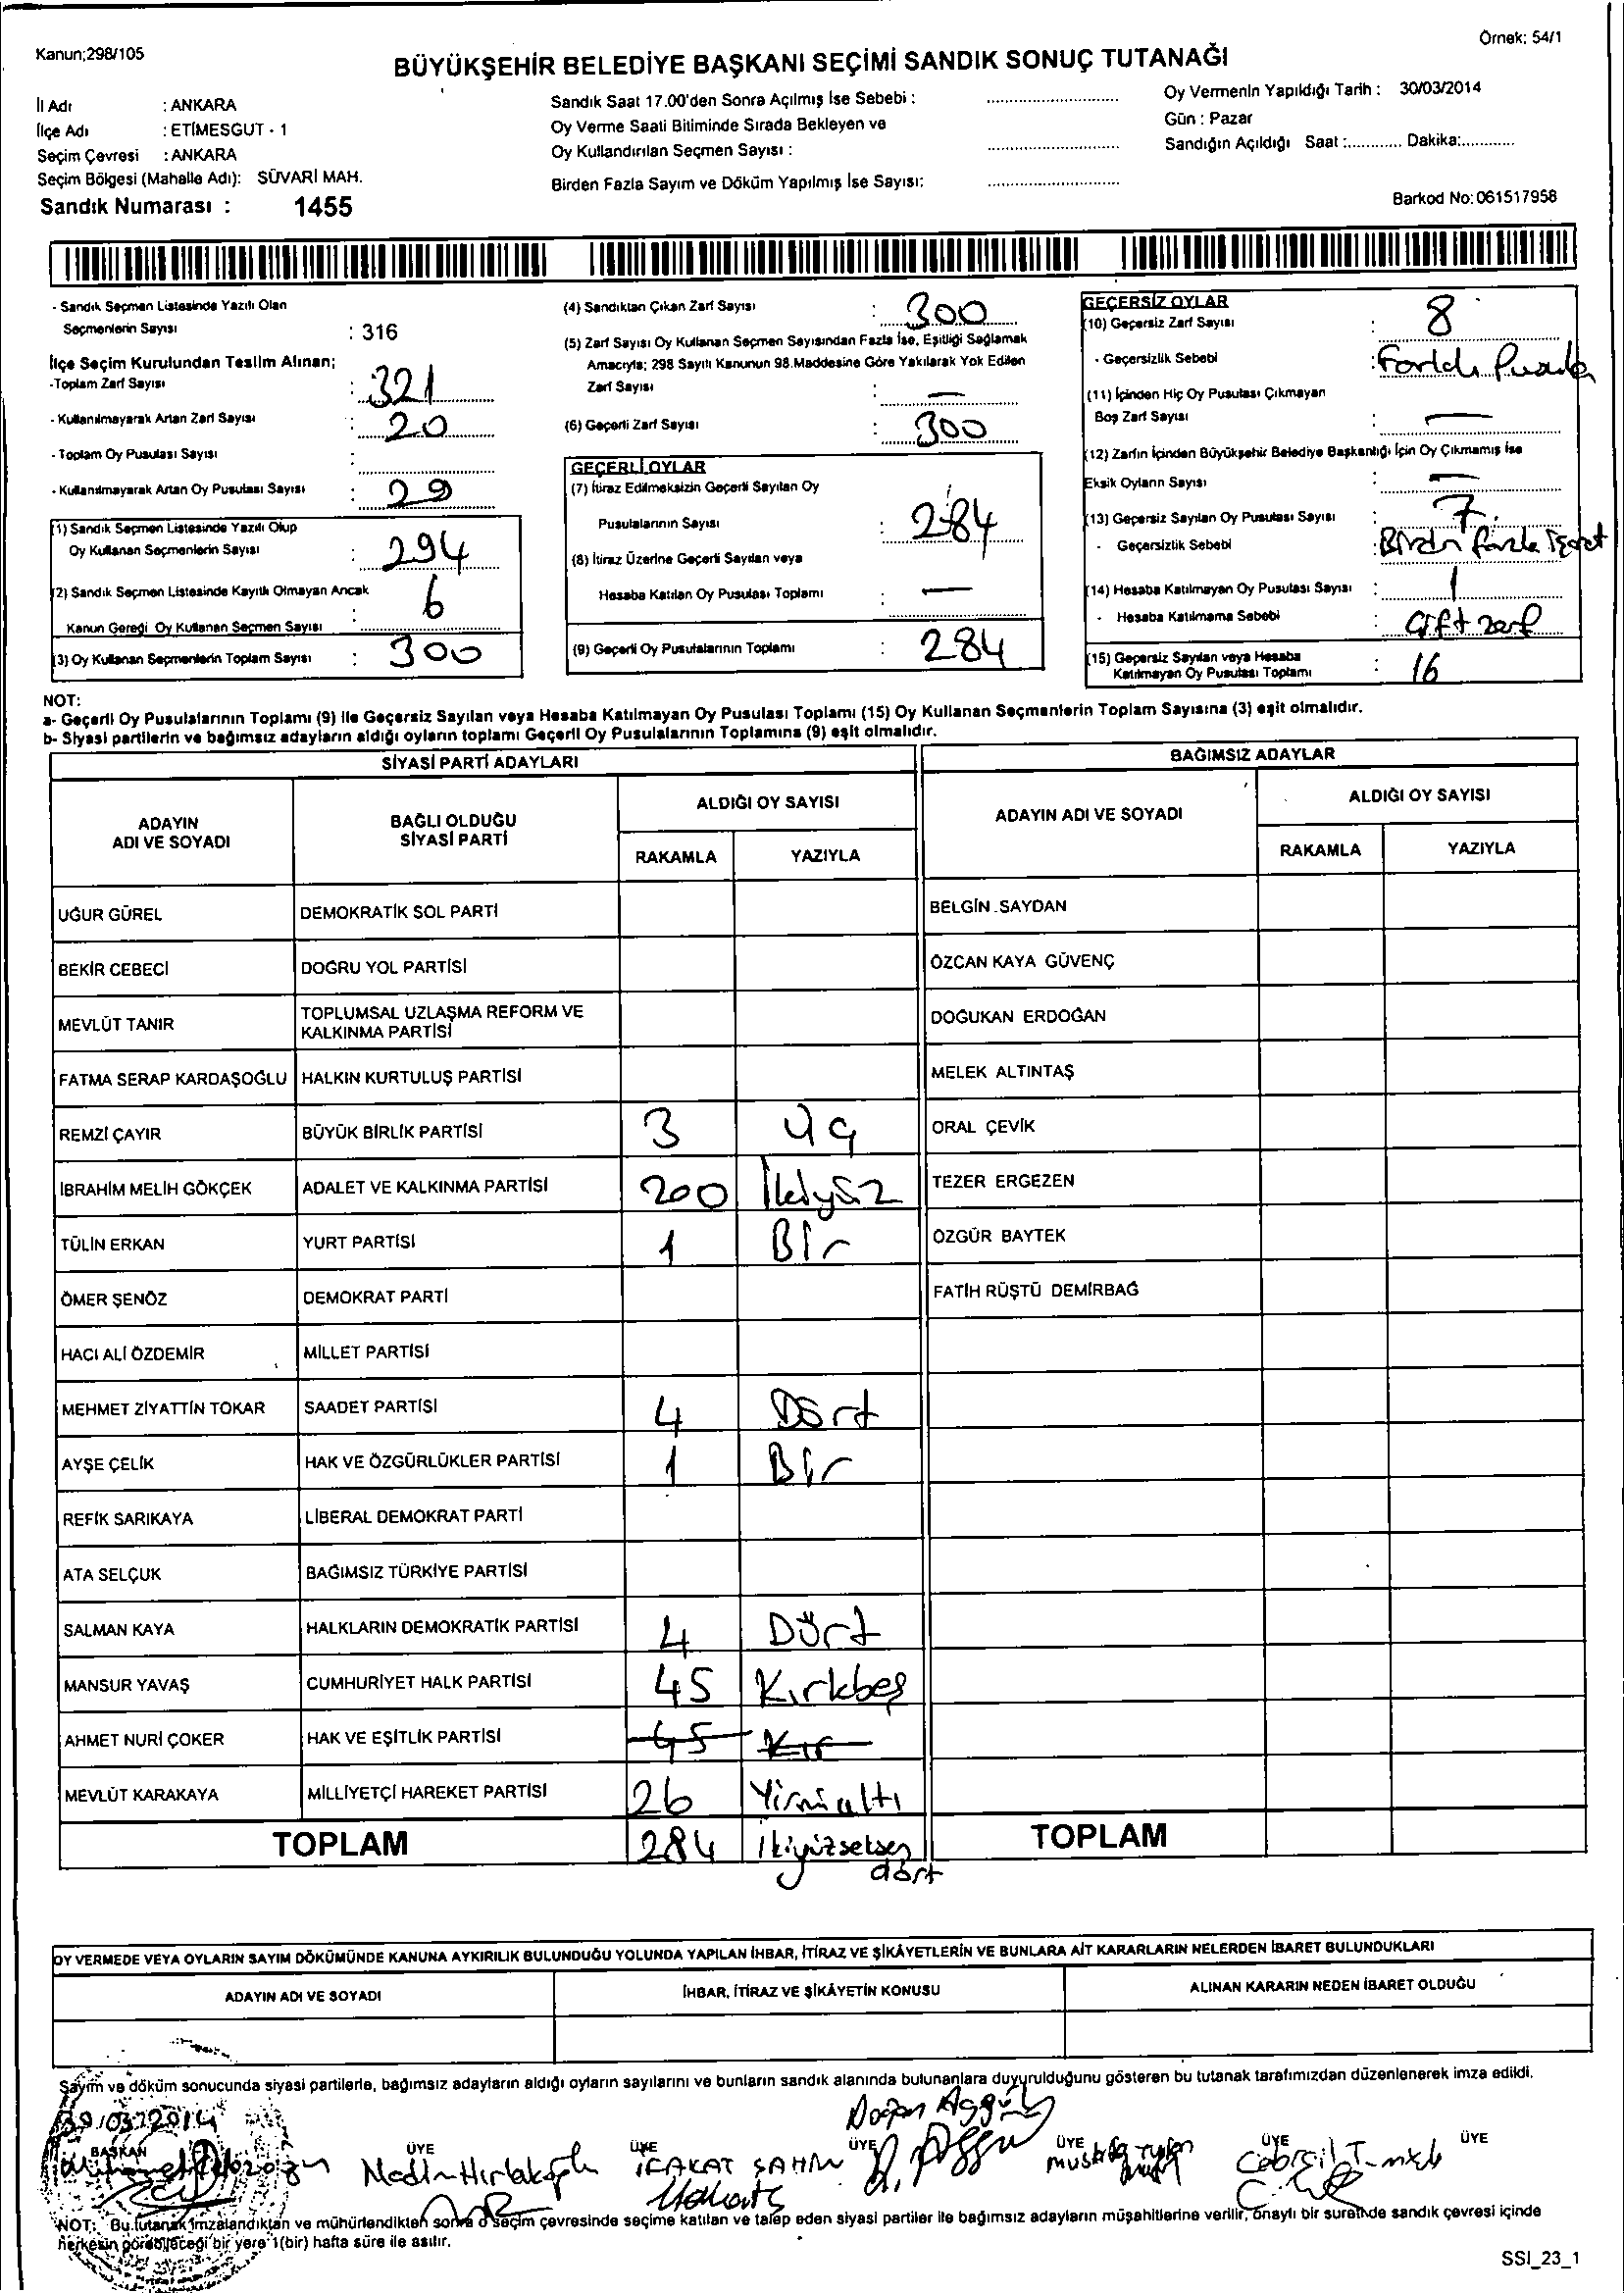 Kanun;298/105
Örnek: 54/1
BÜYÜKŞEHİR BELEDİYE BAŞKANI SEÇİMİ SANDIK SONUÇ TUTANAĞI
İl Adı : ANKARA
İlçe Adı : ETİMESGUT - 1
Seçim Çevresi : ANKARA
Seçim Bölgesi (Mahalle Adı): SÜVARİ MAH.
Sandık Numarası : 1455
Sandık Saat 17.00'den Sonra Açılmış İse Sebebi :
Oy Verme Saati Bitiminde Sırada Bekleyen ve
Oy Kullandırılan Seçmen Sayısı :
Birden Fazla Sayım ve Döküm Yapılmış İse Sayısı:
Oy Vermenin Yapıldığı Tarih : 30/03/2014
Gün : Pazar
Sandığın Açıldığı Saat :............ Dakika:............
Barkod No: 061517958
- Sandık Seçmen Listesinde Yazılı Olan
Seçmenlerin Sayısı : 316
İlçe Seçim Kurulundan Teslim Alınan;
-Toplam Zarf Sayısı : 321
- Kullanılmayarak Artan Zarf Sayısı : 20
- Toplam Oy Pusulası Sayısı :
- Kullanılmayarak Artan Oy Pusulası Sayısı : 29
(1) Sandık Seçmen Listesinde Yazılı Olup
Oy Kullanan Seçmenlerin Sayısı : 294
(2) Sandık Seçmen Listesinde Kayıtlı Olmayan Ancak
Kanun Gereği Oy Kullanan Seçmen Sayısı : 6
(3) Oy Kullanan Seçmenlerin Toplam Sayısı : 300
(4) Sandıktan Çıkan Zarf Sayısı : 300
(5) Zarf Sayısı Oy Kullanan Seçmen Sayısından Fazla İse, Eşitliği Sağlamak
Amacıyla; 298 Sayılı Kanunun 98.Maddesine Göre Yakılarak Yok Edilen
Zarf Sayısı : —
(6) Geçerli Zarf Sayısı : 300
GEÇERLİ OYLAR
(7) İtiraz Edilmeksizin Geçerli Sayılan Oy
Pusulalarının Sayısı : 284
(8) İtiraz Üzerine Geçerli Sayılan veya
Hesaba Katılan Oy Pusulası Toplamı : —
(9) Geçerli Oy Pusulalarının Toplamı : 284
GEÇERSİZ OYLAR
(10) Geçersiz Zarf Sayısı : 8
- Geçersizlik Sebebi : Farklı Pusula
(11) İçinden Hiç Oy Pusulası Çıkmayan
Boş Zarf Sayısı : —
(12) Zarfın İçinden Büyükşehir Belediye Başkanlığı İçin Oy Çıkmamış İse
Eksik Oyların Sayısı : —
(13) Geçersiz Sayılan Oy Pusulası Sayısı : 7
- Geçersizlik Sebebi : Birden fazla işaret
(14) Hesaba Katılmayan Oy Pusulası Sayısı : 1
- Hesaba Katılmama Sebebi : Çift zarf
(15) Geçersiz Sayılan veya Hesaba
Katılmayan Oy Pusulası Toplamı : 16
NOT:
a- Geçerli Oy Pusulalarının Toplamı (9) ile Geçersiz Sayılan veya Hesaba Katılmayan Oy Pusulası Toplamı (15) Oy Kullanan Seçmenlerin Toplam Sayısına (3) eşit olmalıdır.
b- Siyasi partilerin ve bağımsız adayların aldığı oyların toplamı Geçerli Oy Pusulalarının Toplamına (9) eşit olmalıdır.
SİYASİ PARTİ ADAYLARI
BAĞIMSIZ ADAYLAR
ADAYIN
ADI VE SOYADI
BAĞLI OLDUĞU
SİYASİ PARTİ
ALDIĞI OY SAYISI
RAKAMLA YAZIYLA
ADAYIN ADI VE SOYADI
ALDIĞI OY SAYISI
RAKAMLA YAZIYLA
UĞUR GÜREL DEMOKRATİK SOL PARTİ BELGİN SAYDAN
BEKİR CEBECİ DOĞRU YOL PARTİSİ ÖZCAN KAYA GÜVENÇ
MEVLÜT TANIR TOPLUMSAL UZLAŞMA REFORM VE
KALKINMA PARTİSİ DOĞUKAN ERDOĞAN
FATMA SERAP KARDAŞOĞLU HALKIN KURTULUŞ PARTİSİ MELEK ALTINTAŞ
REMZİ ÇAYIR BÜYÜK BİRLİK PARTİSİ 3 Üç ORAL ÇEVİK
İBRAHİM MELİH GÖKÇEK ADALET VE KALKINMA PARTİSİ 200 İkiyüz TEZER ERGEZEN
TÜLİN ERKAN YURT PARTİSİ 1 Bir ÖZGÜR BAYTEK
ÖMER ŞENÖZ DEMOKRAT PARTİ FATİH RÜŞTÜ DEMİRBAĞ
HACI ALİ ÖZDEMİR MİLLET PARTİSİ
MEHMET ZİYATTİN TOKAR SAADET PARTİSİ 4 Dört
AYŞE ÇELİK HAK VE ÖZGÜRLÜKLER PARTİSİ 1 Bir
REFİK SARIKAYA LİBERAL DEMOKRAT PARTİ
ATA SELÇUK BAĞIMSIZ TÜRKİYE PARTİSİ
SALMAN KAYA HALKLARIN DEMOKRATİK PARTİSİ 4 Dört
MANSUR YAVAŞ CUMHURİYET HALK PARTİSİ 45 Kırkbeş
AHMET NURİ ÇOKER HAK VE EŞİTLİK PARTİSİ 45 Kır
MEVLÜT KARAKAYA MİLLİYETÇİ HAREKET PARTİSİ 26 Yirmialtı
TOPLAM 284 İkiyüzseksen
dört
TOPLAM
OY VERMEDE VEYA OYLARIN SAYIM DÖKÜMÜNDE KANUNA AYKIRILIK BULUNDUĞU YOLUNDA YAPILAN İHBAR, İTİRAZ VE ŞİKÂYETLERİN VE BUNLARA AİT KARARLARIN NELERDEN İBARET BULUNDUKLARI
ADAYIN ADI VE SOYADI İHBAR, İTİRAZ VE ŞİKÂYETİN KONUSU ALINAN KARARIN NEDEN İBARET OLDUĞU
Sayım ve döküm sonucunda siyasi partilerle, bağımsız adayların aldığı oyların sayılarını ve bunların sandık alanında bulunanlara duyurulduğunu gösteren bu tutanak tarafımızdan düzenlenerek imza edildi.
30/03/2014
Doğan Aggül
BAŞKAN ÜYE ÜYE ÜYE ÜYE ÜYE ÜYE
İFAKAT ŞAHİN
NOT: Bu tutanak imzalandıktan ve mühürlendikten sonra o seçim çevresinde seçime katılan ve talep eden siyasi partiler ile bağımsız adayların müşahitlerine verilir, onaylı bir suretide sandık çevresi içinde
herkesin görebileceği bir yere 1(bir) hafta süre ile asılır.
SSI_23_1